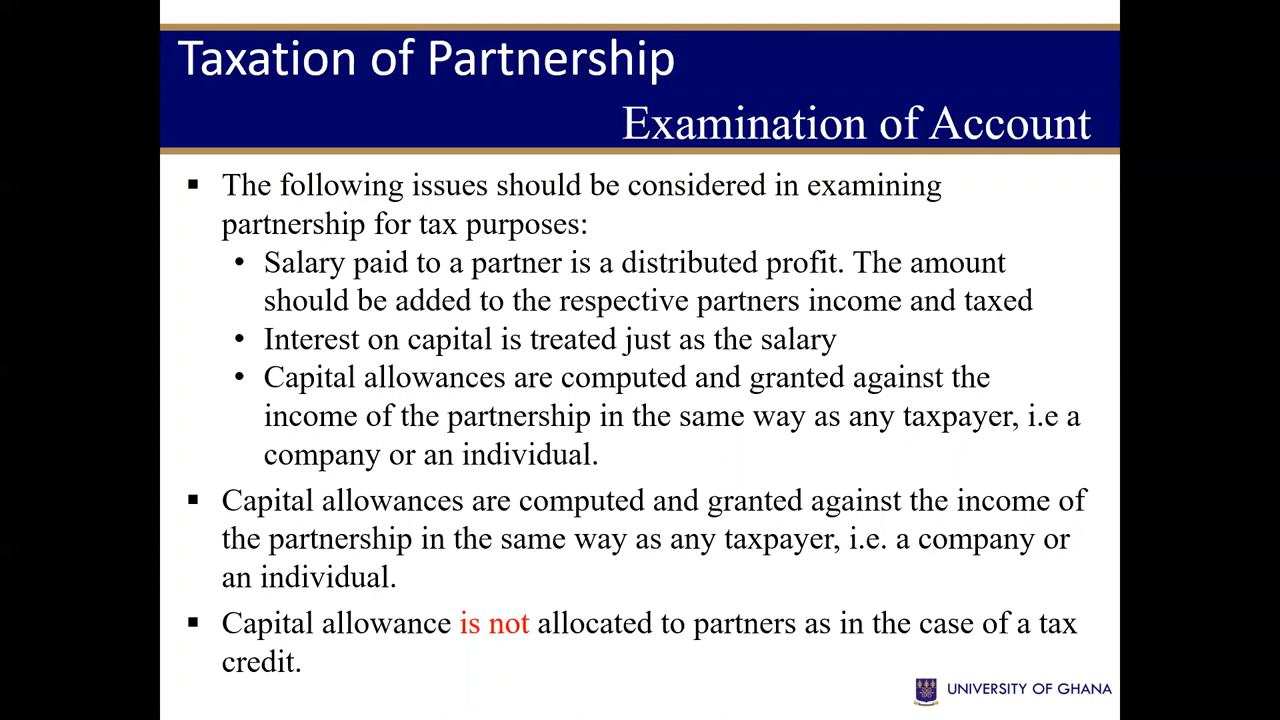 Taxation of Partnership
Examination of Account
▪ The following issues should be considered in examining
partnership for tax purposes:
• Salary paid to a partner is a distributed profit. The amount
should be added to the respective partners income and taxed
• Interest on capital is treated just as the salary
• Capital allowances are computed and granted against the
income of the partnership in the same way as any taxpayer, i.e a
company or an individual.
▪ Capital allowances are computed and granted against the income of
the partnership in the same way as any taxpayer, i.e. a company or
an individual.
▪ Capital allowance is not allocated to partners as in the case of a tax
credit.
UNIVERSITY OF GHANA